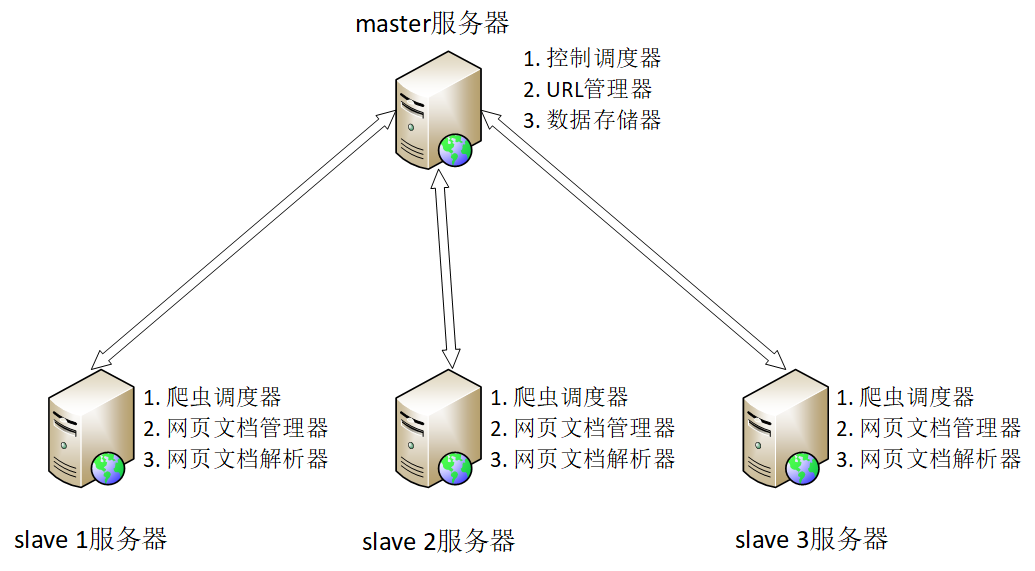 master服务器
1. 控制调度器
2. URL管理器
3. 数据存储器
1. 爬虫调度器
2. 网页文档管理器
3. 网页文档解析器
slave 1服务器
1. 爬虫调度器
2. 网页文档管理器
3. 网页文档解析器
slave 2服务器
1. 爬虫调度器
2. 网页文档管理器
3. 网页文档解析器
slave 3服务器